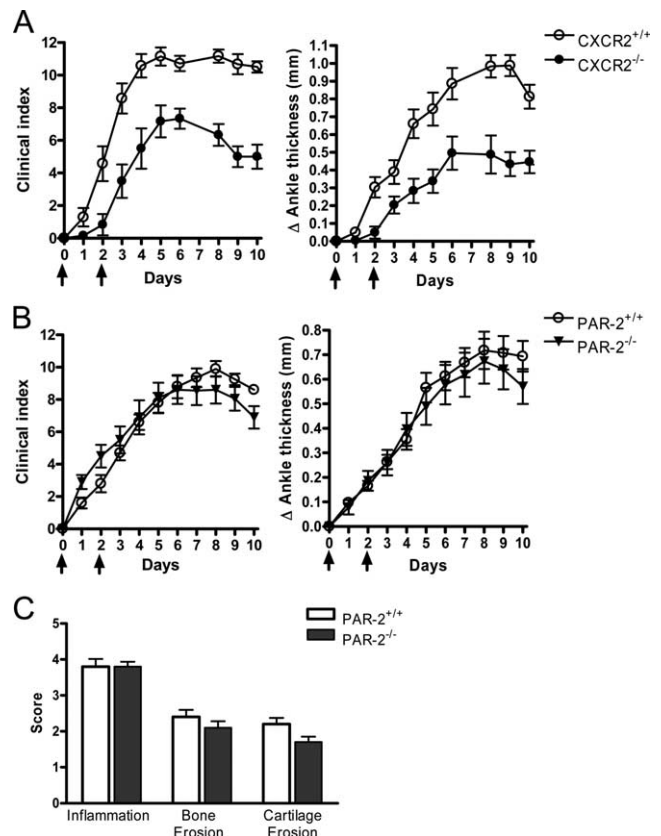 A
Clinical index
12
10
8
6
4
2
0
0 1 2 3 4 5 6 7 8 9 10
Days
Δ Ankle thickness (mm)
1.1
1.0
0.9
0.8
0.7
0.6
0.5
0.4
0.3
0.2
0.1
0.0
0 1 2 3 4 5 6 7 8 9 10
Days
CXCR2+/+
CXCR2-/-
B
Clinical index
12
10
8
6
4
2
0
0 1 2 3 4 5 6 7 8 9 10
Days
Δ Ankle thickness (mm)
0.8
0.7
0.6
0.5
0.4
0.3
0.2
0.1
0.0
0 1 2 3 4 5 6 7 8 9 10
Days
PAR-2+/+
PAR-2-/-
C
Score
5
4
3
2
1
0
Inflammation
Bone
Erosion
Cartilage
Erosion
PAR-2+/+
PAR-2-/-